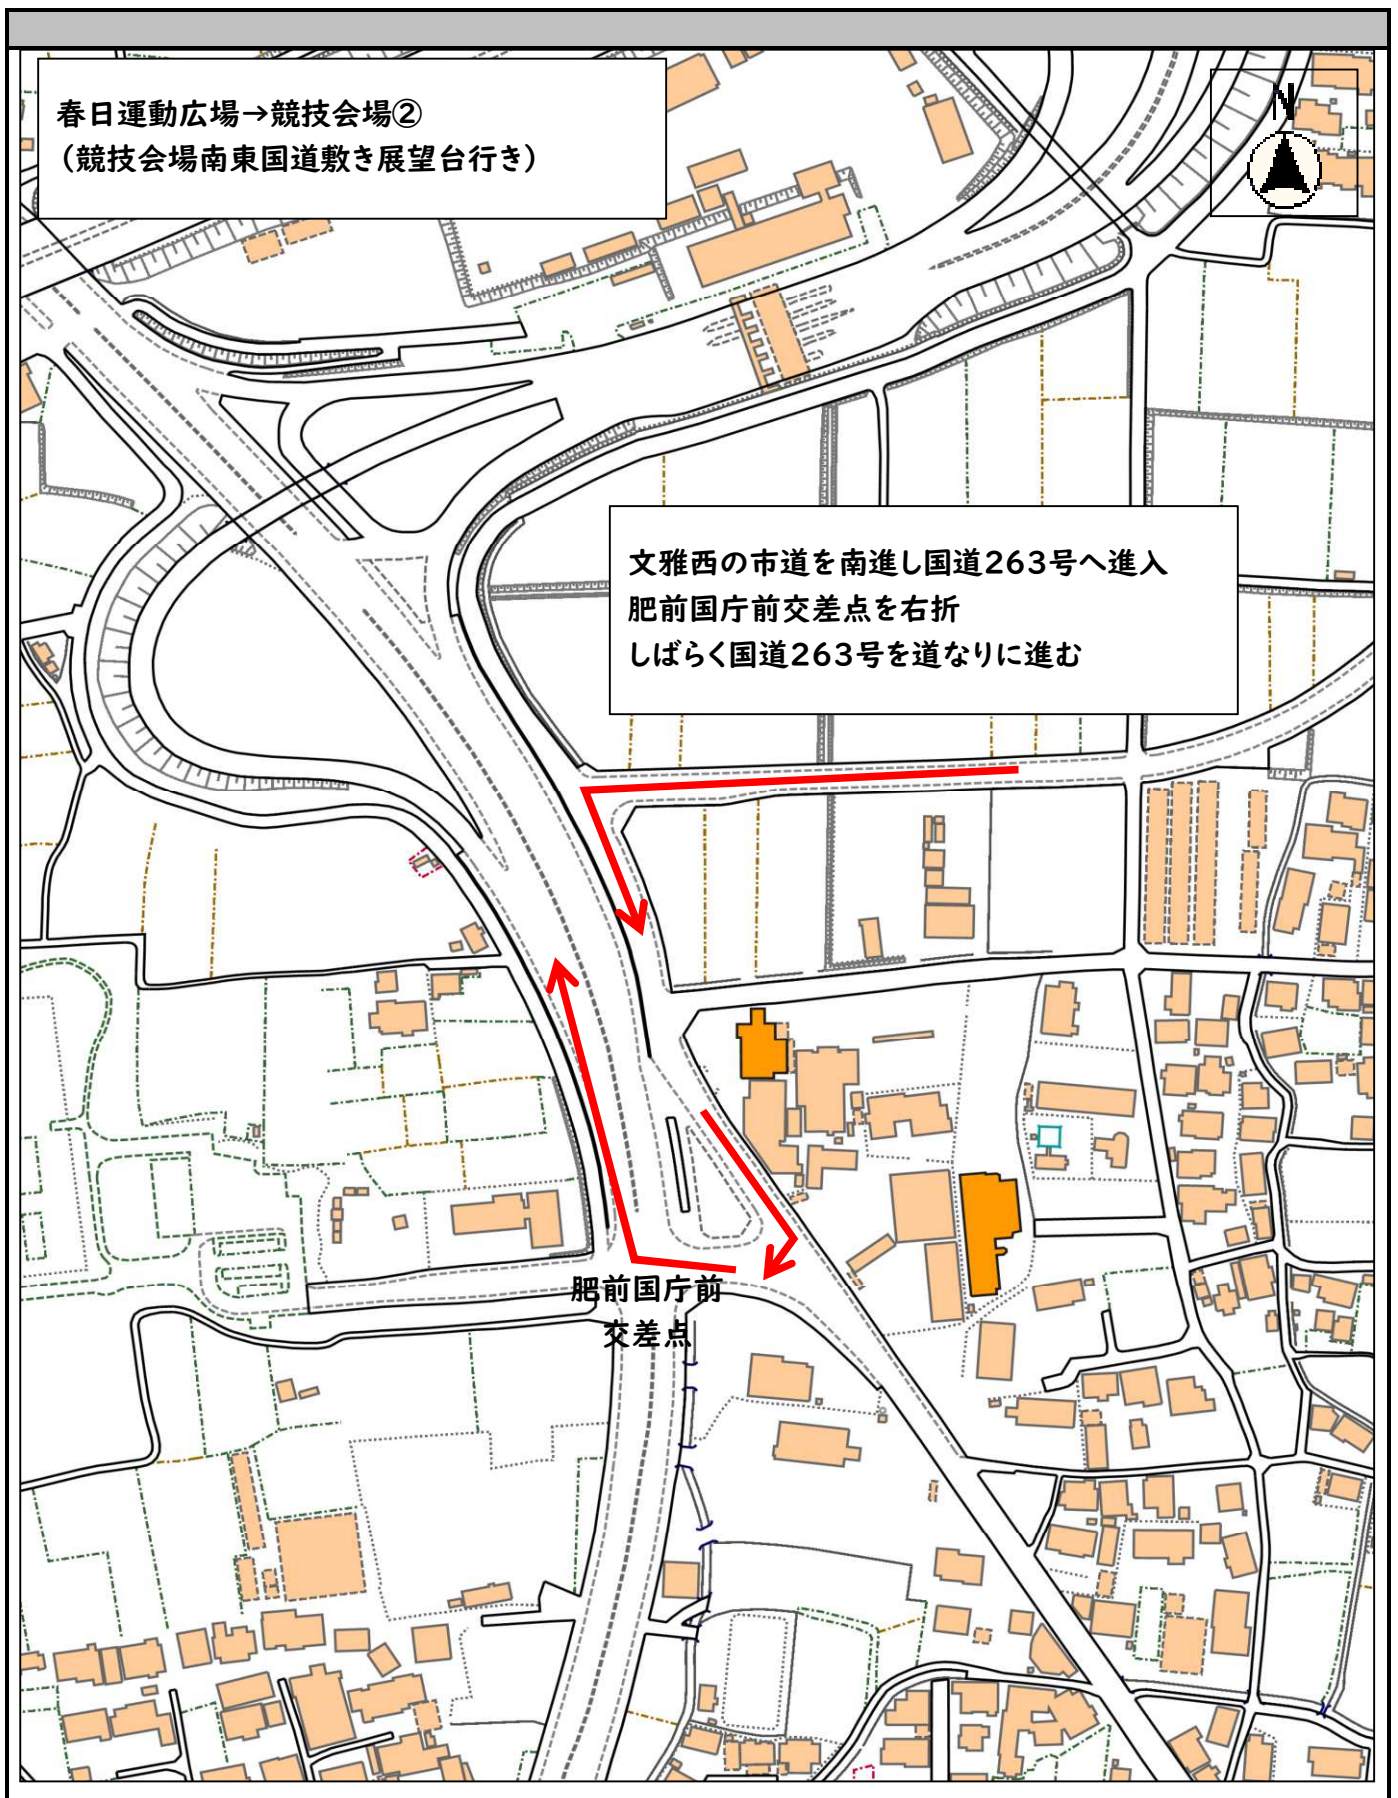 春日運動広場→競技会場②
（競技会場南東国道敷き展望台行き）
N
文雅西の市道を南進し国道263号へ進入
肥前国庁前交差点を右折
しばらく国道263号を道なりに進む
肥前国庁前
交差点